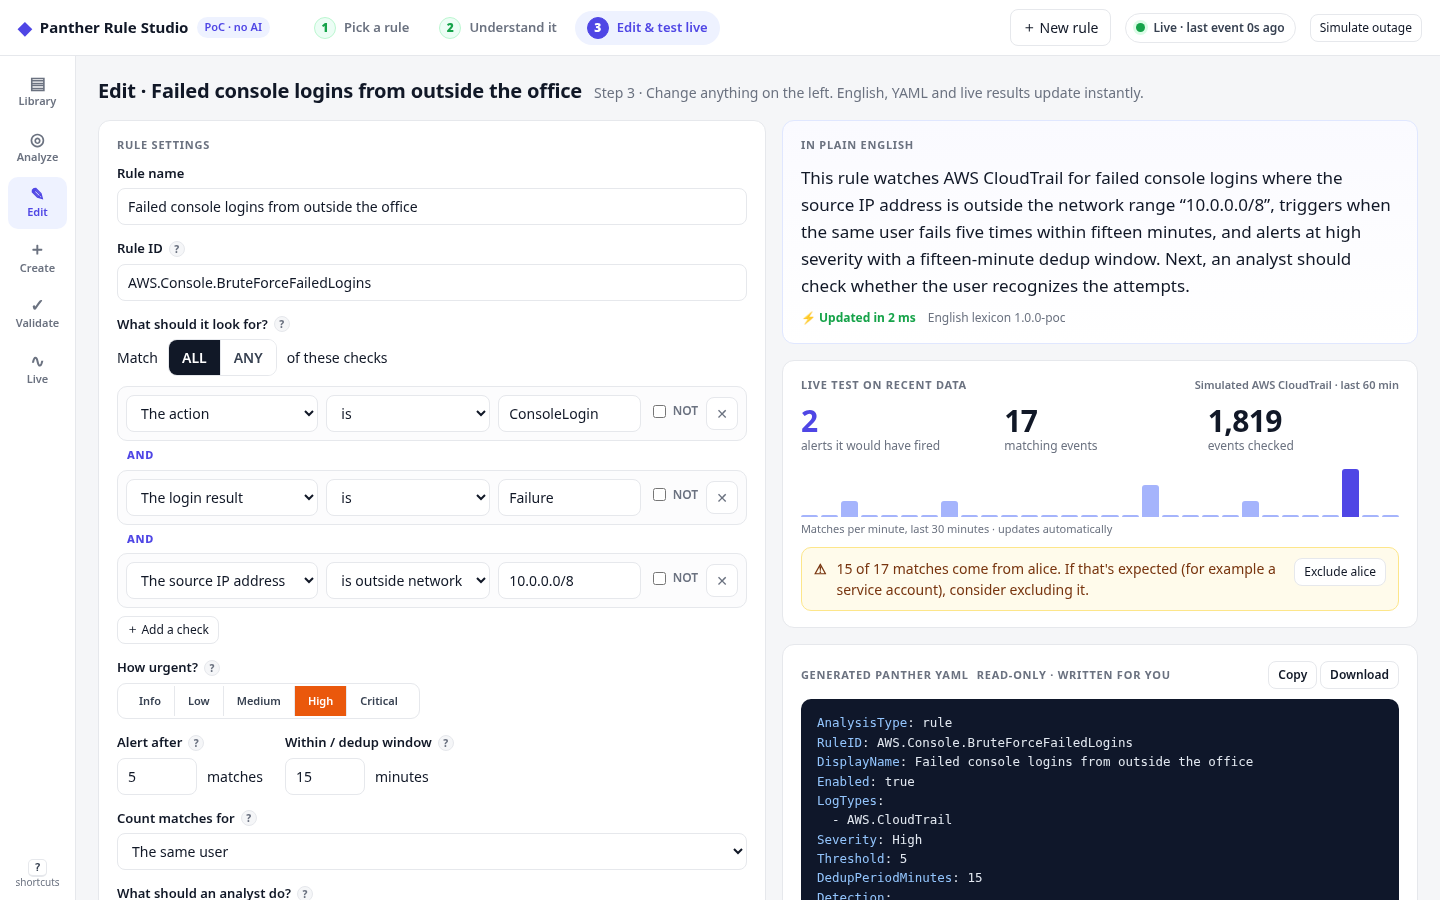 Panther Rule Studio
PoC · no AI
1 Pick a rule
2 Understand it
3 Edit & test live
+ New rule
Live · last event 0s ago
Simulate outage
Library
Analyze
Edit
Create
Validate
Live
?
shortcuts
Edit · Failed console logins from outside the office
Step 3 · Change anything on the left. English, YAML and live results update instantly.
RULE SETTINGS
Rule name
Failed console logins from outside the office
Rule ID ?
AWS.Console.BruteForceFailedLogins
What should it look for? ?
Match ALL ANY of these checks
The action is ConsoleLogin NOT ×
AND
The login result is Failure NOT ×
AND
The source IP address is outside network 10.0.0.0/8 NOT ×
+ Add a check
How urgent? ?
Info Low Medium High Critical
Alert after ? Within / dedup window ?
5 matches 15 minutes
Count matches for ?
The same user
What should an analyst do? ?
IN PLAIN ENGLISH
This rule watches AWS CloudTrail for failed console logins where the
source IP address is outside the network range “10.0.0.0/8”, triggers when
the same user fails five times within fifteen minutes, and alerts at high
severity with a fifteen-minute dedup window. Next, an analyst should
check whether the user recognizes the attempts.
⚡ Updated in 2 ms English lexicon 1.0.0-poc
LIVE TEST ON RECENT DATA
Simulated AWS CloudTrail · last 60 min
2 17 1,819
alerts it would have fired matching events events checked
Matches per minute, last 30 minutes · updates automatically
⚠ 15 of 17 matches come from alice. If that's expected (for example a
service account), consider excluding it.
Exclude alice
GENERATED PANTHER YAML READ-ONLY · WRITTEN FOR YOU
Copy Download
AnalysisType: rule
RuleID: AWS.Console.BruteForceFailedLogins
DisplayName: Failed console logins from outside the office
Enabled: true
LogTypes:
- AWS.CloudTrail
Severity: High
Threshold: 5
DedupPeriodMinutes: 15
Detection: